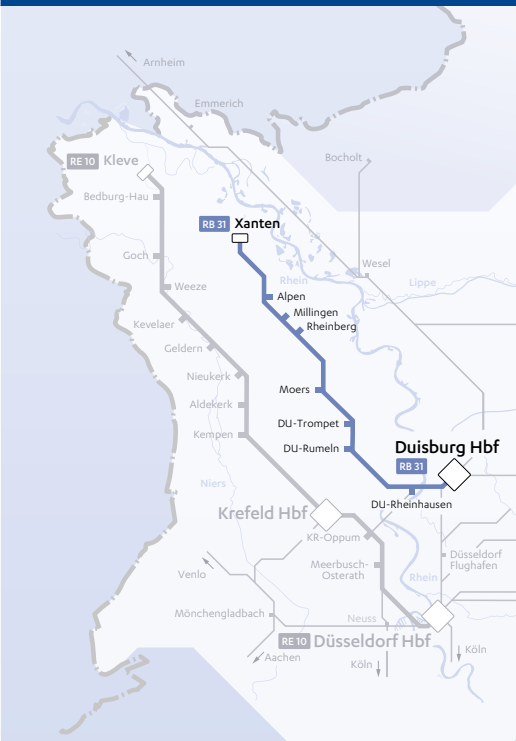 Arnheim
Emmerich
Bocholt
RE 10 Kleve
Bedburg-Hau
RB 31 Xanten
Goch
Wesel
Rhein
Lippe
Weeze
Alpen
Millingen
Rheinberg
Kevelaer
Geldern
Nieukerk
Moers
Aldekerk
DU-Trompet
Kempen
DU-Rumeln
Duisburg Hbf
RB 31
Niers
DU-Rheinhausen
Krefeld Hbf
KR-Oppum
Düsseldorf
Flughafen
Meerbusch-
Osterath
Venlo
Rhein
Mönchengladbach
Neuss
RE 10 Düsseldorf Hbf
Köln
Aachen
Köln